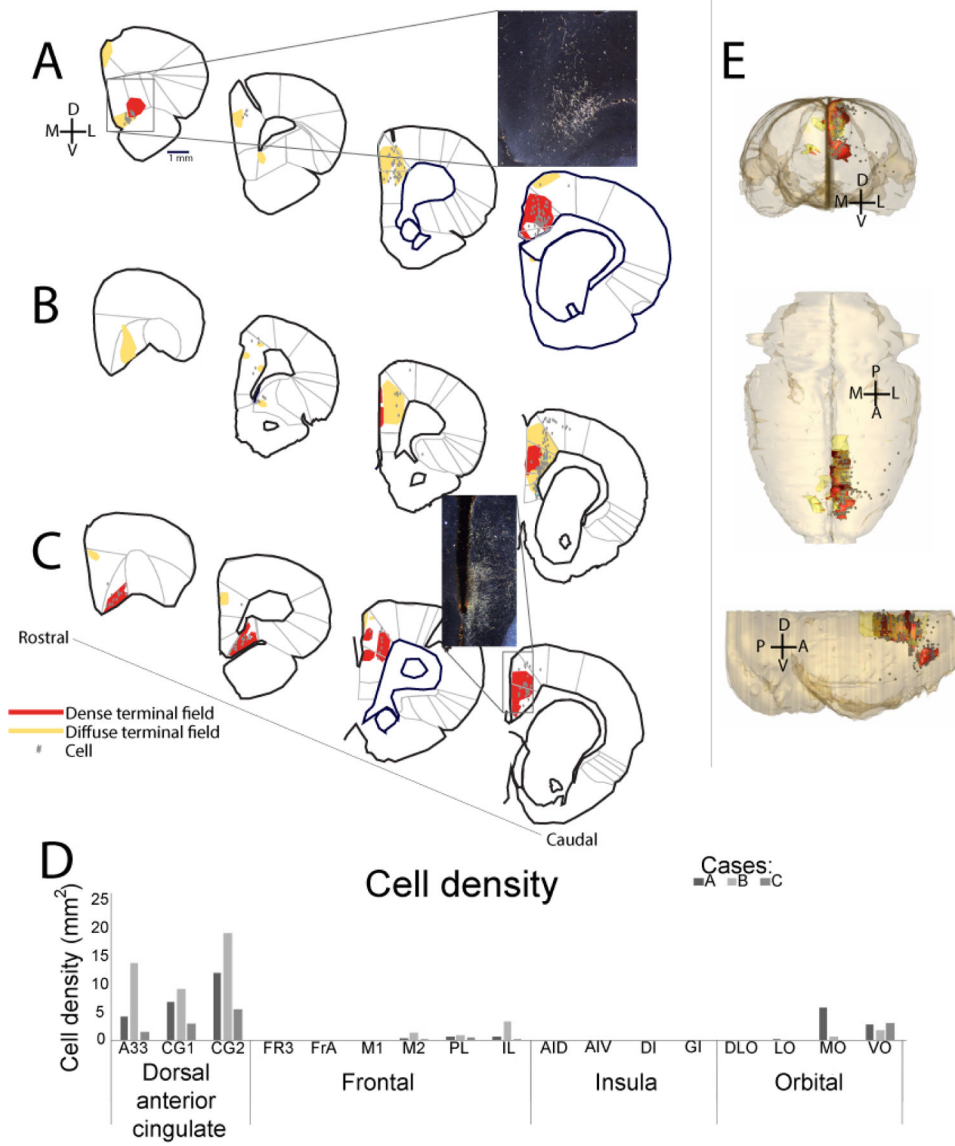 A
D
M
L
V
1 mm
B
C
Rostral
Dense terminal field
Diffuse terminal field
Cell
Caudal
E
D
M
L
V
P
M
L
A
D
P
A
V
D
Cell density
Cases:
A B C
Cell density (mm²)
25
20
15
10
5
0
A33 CG1 CG2 FR3 FrA M1 M2 PL IL AID AIV DI GI DLO LO MO VO
Dorsal anterior cingulate
Frontal
Insula
Orbital